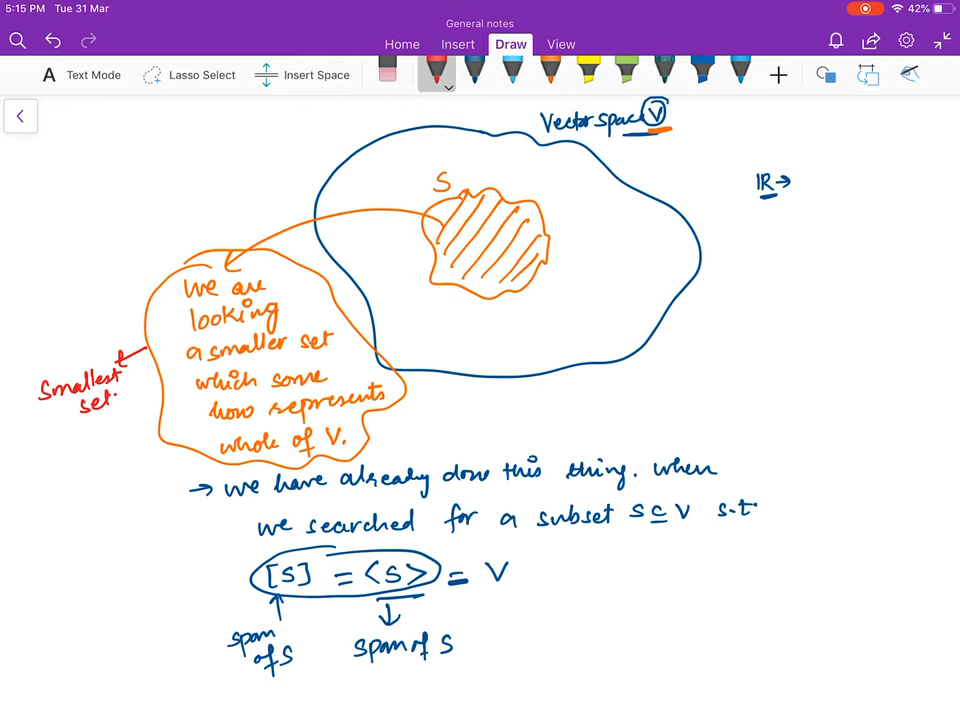 5:15 PM Tue 31 Mar
42%
General notes
Home Insert Draw View
Text Mode Lasso Select Insert Space
Vector space V
IR→
S
we are
looking
a smaller set
which some
how represents
whole of V.
Smallest
set.
→ we have already done this thing. when
we searched for a subset S ⊆ V s.t.
[S] = <S> = V
span
of S
span of S